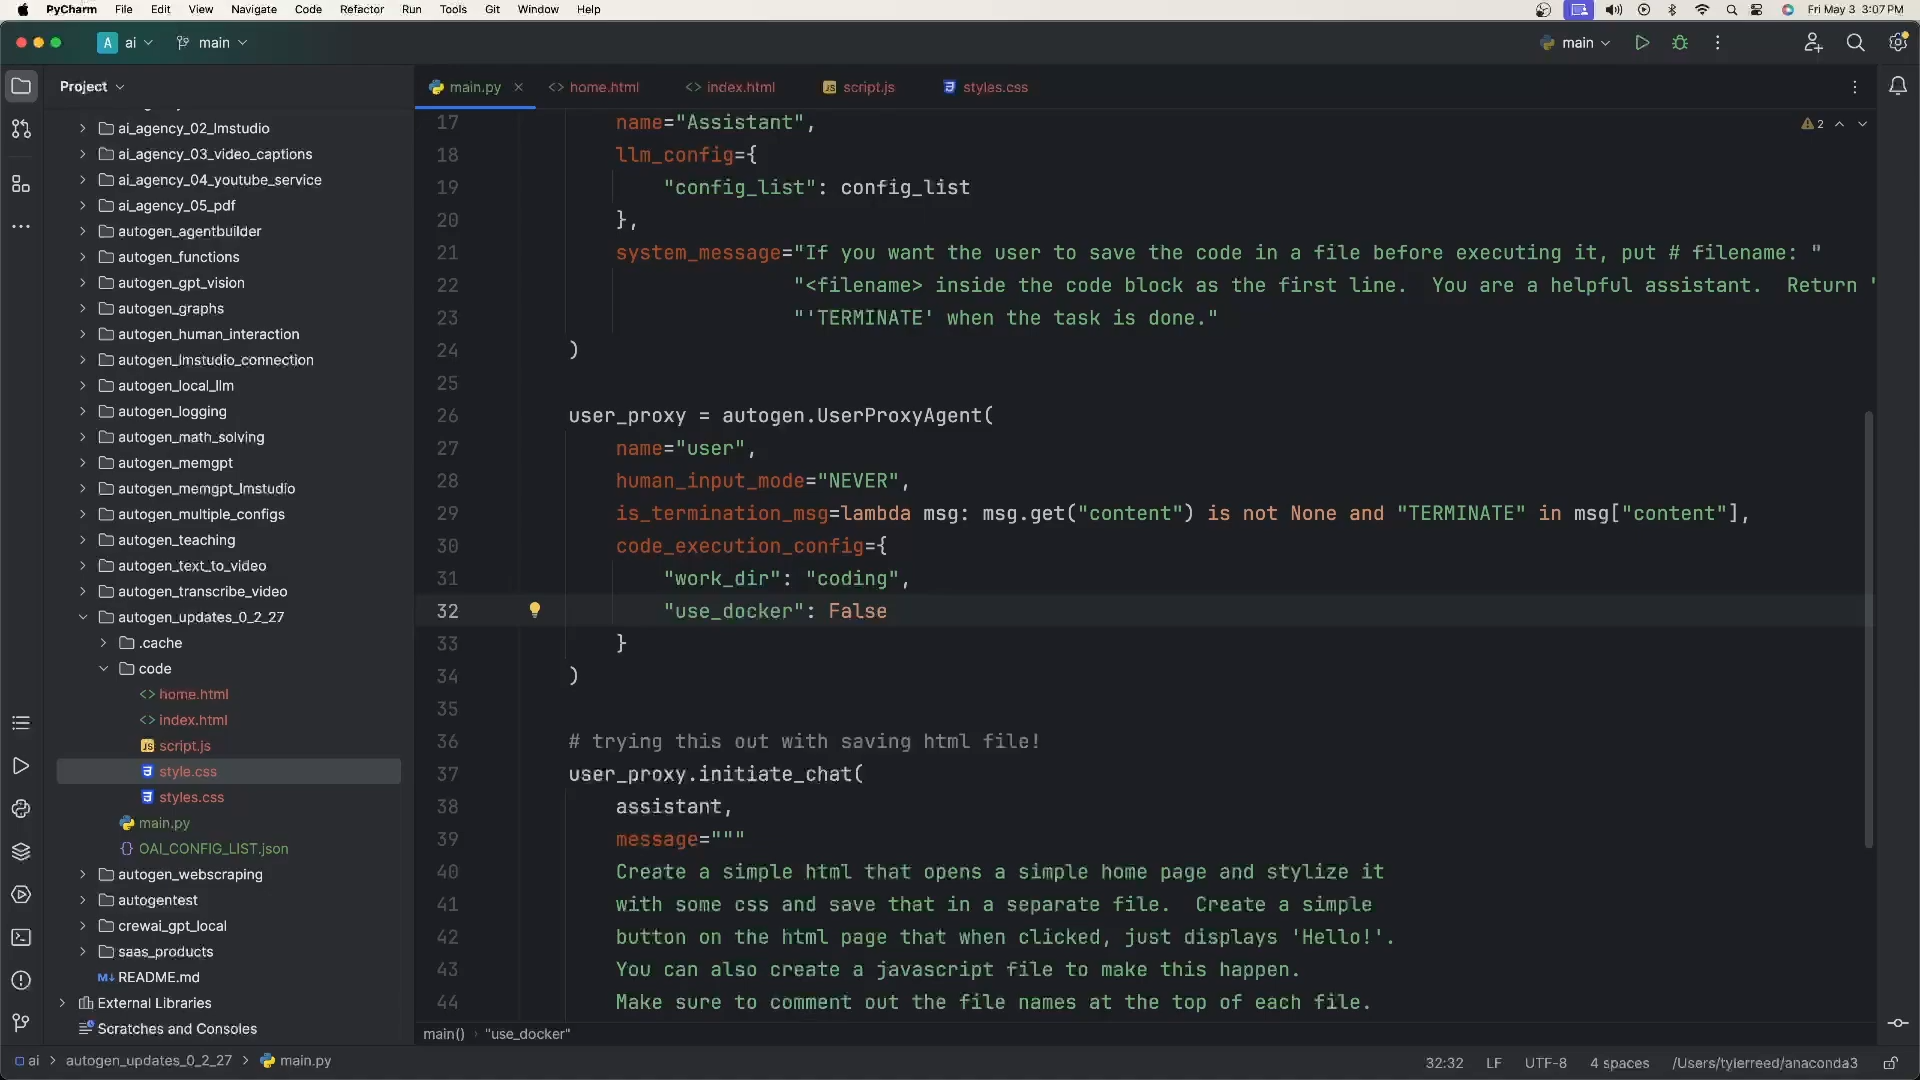 PyCharm File Edit View Navigate Code Refactor Run Tools Git Window Help Fri May 3 3:07 PM
A ai main main
Project
ai_agency_02_lmstudio
ai_agency_03_video_captions
ai_agency_04_youtube_service
ai_agency_05_pdf
autogen_agentbuilder
autogen_functions
autogen_gpt_vision
autogen_graphs
autogen_human_interaction
autogen_lmstudio_connection
autogen_local_llm
autogen_logging
autogen_math_solving
autogen_memgpt
autogen_memgpt_lmstudio
autogen_multiple_configs
autogen_teaching
autogen_text_to_video
autogen_transcribe_video
autogen_updates_0_2_27
.cache
code
<> home.html
<> index.html
JS script.js
style.css
styles.css
main.py
{} OAI_CONFIG_LIST.json
autogen_webscraping
autogentest
crewai_gpt_local
saas_products
M↓ README.md
External Libraries
Scratches and Consoles
main.py <> home.html <> index.html JS script.js styles.css
2
17 name="Assistant",
18 llm_config={
19 "config_list": config_list
20 },
21 system_message="If you want the user to save the code in a file before executing it, put # filename: "
22 "<filename> inside the code block as the first line.  You are a helpful assistant.  Return '
23 "'TERMINATE' when the task is done."
24 )
25
26 user_proxy = autogen.UserProxyAgent(
27 name="user",
28 human_input_mode="NEVER",
29 is_termination_msg=lambda msg: msg.get("content") is not None and "TERMINATE" in msg["content"],
30 code_execution_config={
31 "work_dir": "coding",
32 "use_docker": False
33 }
34 )
35
36 # trying this out with saving html file!
37 user_proxy.initiate_chat(
38 assistant,
39 message="""
40 Create a simple html that opens a simple home page and stylize it
41 with some css and save that in a separate file.  Create a simple
42 button on the html page that when clicked, just displays 'Hello!'.
43 You can also create a javascript file to make this happen.
44 Make sure to comment out the file names at the top of each file.
main() › "use_docker"
ai > autogen_updates_0_2_27 > main.py 32:32 LF UTF-8 4 spaces /Users/tylerreed/anaconda3